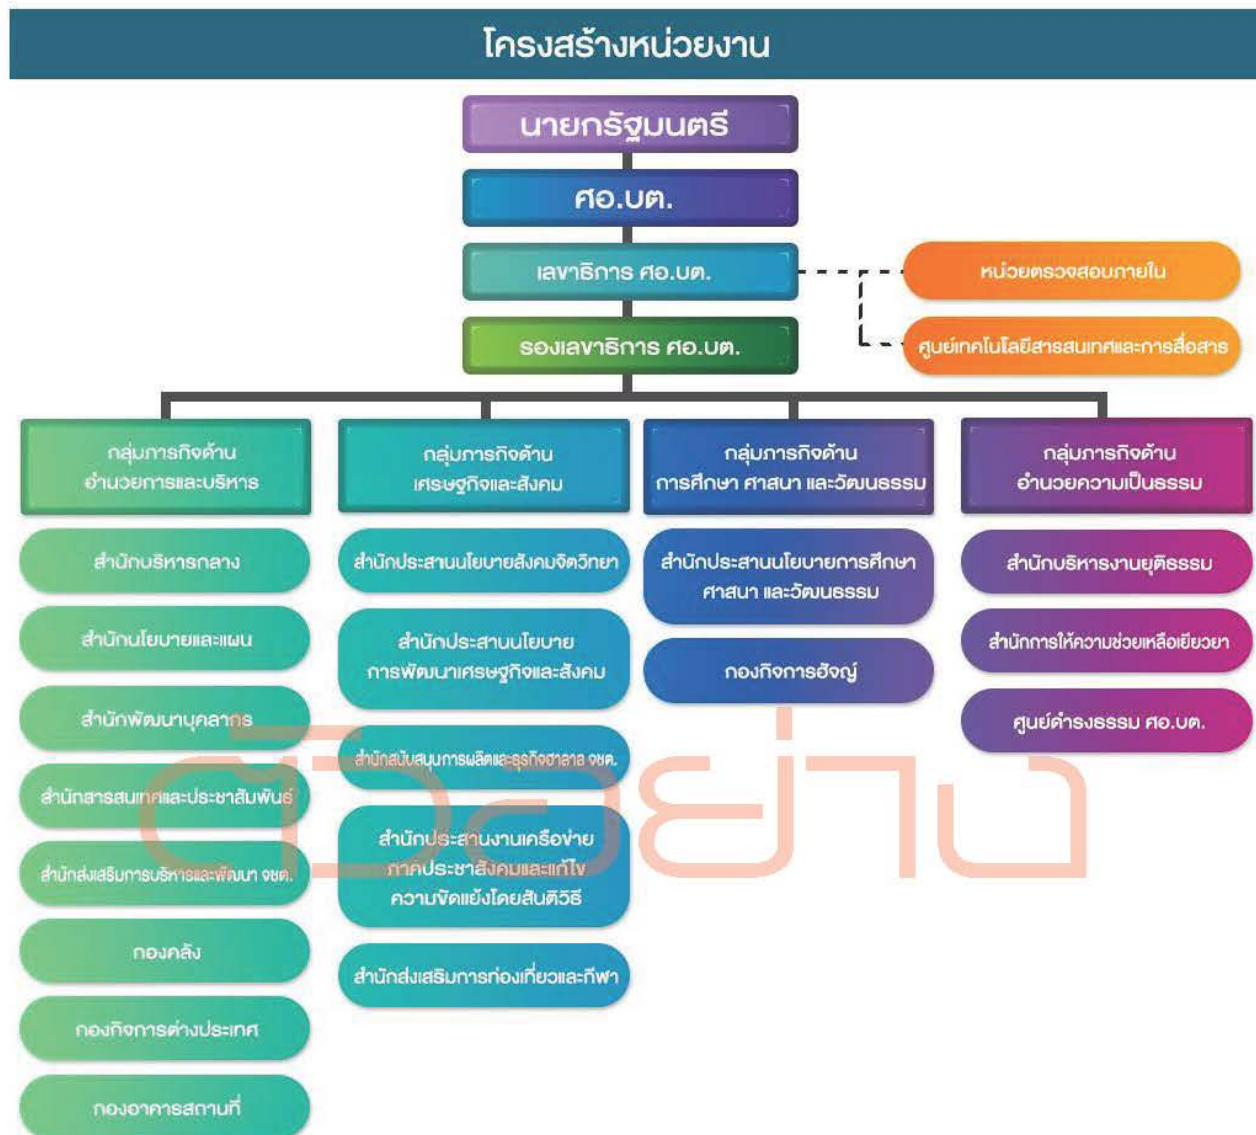 โครงสร้างหน่วยงาน
นายกรัฐมนตรี
ศอ.บต.
เลขาธิการ ศอ.บต.
หน่วยตรวจสอบภายใน
รองเลขาธิการ ศอ.บต.
ศูนย์เทคโนโลยีสารสนเทศและการสื่อสาร
กลุ่มภารกิจด้าน
อำนวยการและบริหาร
สำนักบริหารกลาง
สำนักนโยบายและแผน
สำนักพัฒนาบุคลากร
สำนักสารสนเทศและประชาสัมพันธ์
สำนักส่งเสริมการบริหารและพัฒนา จชต.
กองคลัง
กองกิจการต่างประเทศ
กองอาคารสถานที่
กลุ่มภารกิจด้าน
เศรษฐกิจและสังคม
สำนักประสานนโยบายสังคมจิตวิทยา
สำนักประสานนโยบาย
การพัฒนาเศรษฐกิจและสังคม
สำนักสนับสนุนการผลิตและธุรกิจฮาลาล จชต.
สำนักประสานงานเครือข่าย
ภาคประชาสังคมและแก้ไข
ความขัดแย้งโดยสันติวิธี
สำนักส่งเสริมการท่องเที่ยวและกีฬา
กลุ่มภารกิจด้าน
การศึกษา ศาสนา และวัฒนธรรม
สำนักประสานนโยบายการศึกษา
ศาสนา และวัฒนธรรม
กองกิจการฮัจญ์
กลุ่มภารกิจด้าน
อำนวยความเป็นธรรม
สำนักบริหารงานยุติธรรม
สำนักการให้ความช่วยเหลือเยียวยา
ศูนย์ดำรงธรรม ศอ.บต.
ตัวอย่าง